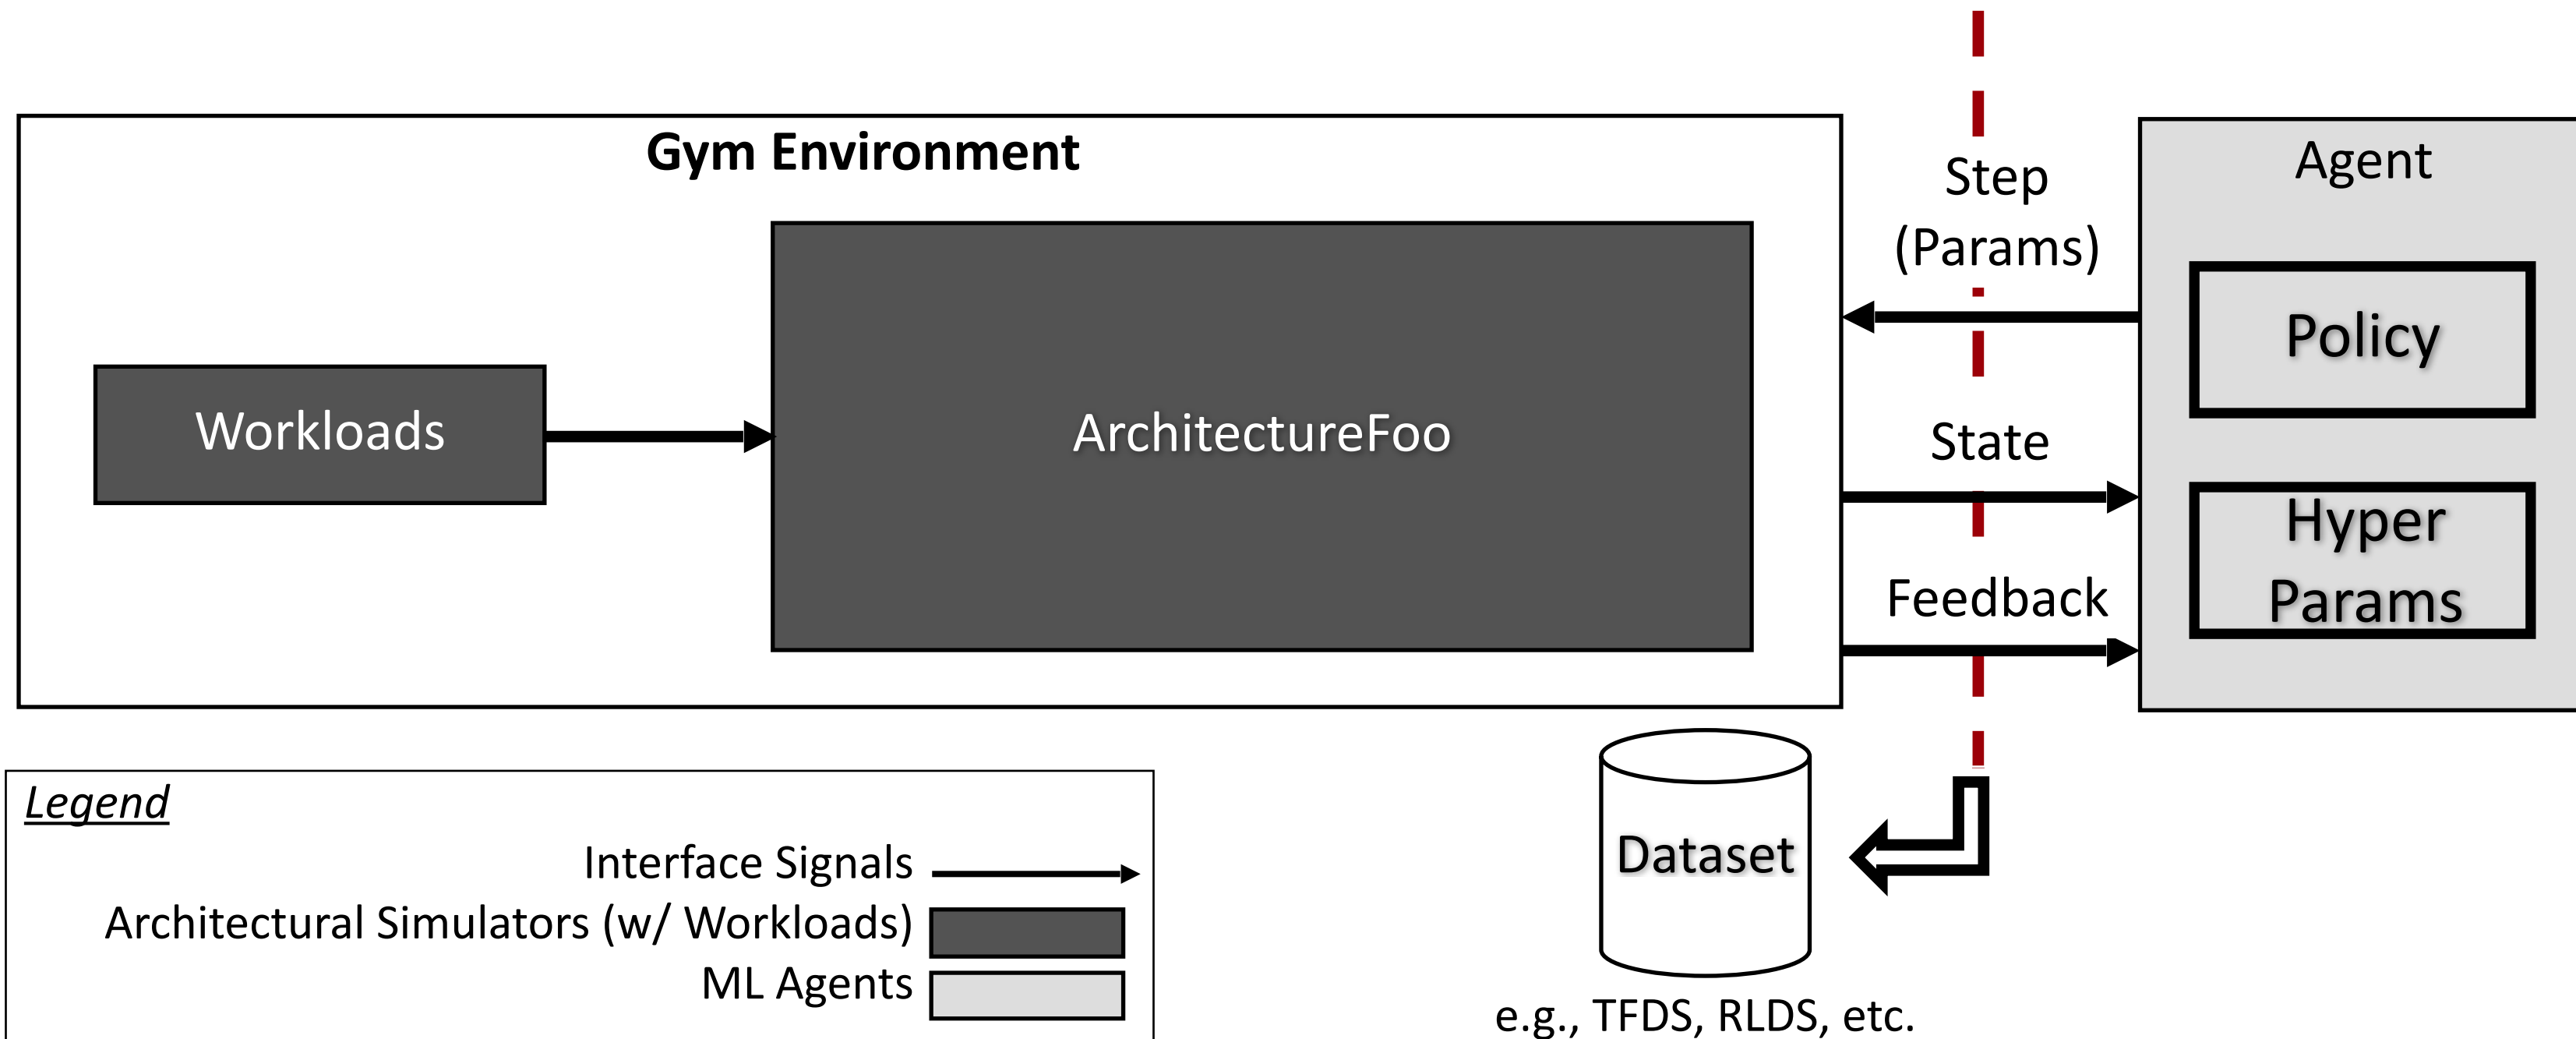 Gym Environment
Workloads
ArchitectureFoo
Step
(Params)
State
Feedback
Agent
Policy
Hyper
Params
Legend
Interface Signals
Architectural Simulators (w/ Workloads)
ML Agents
Dataset
e.g., TFDS, RLDS, etc.